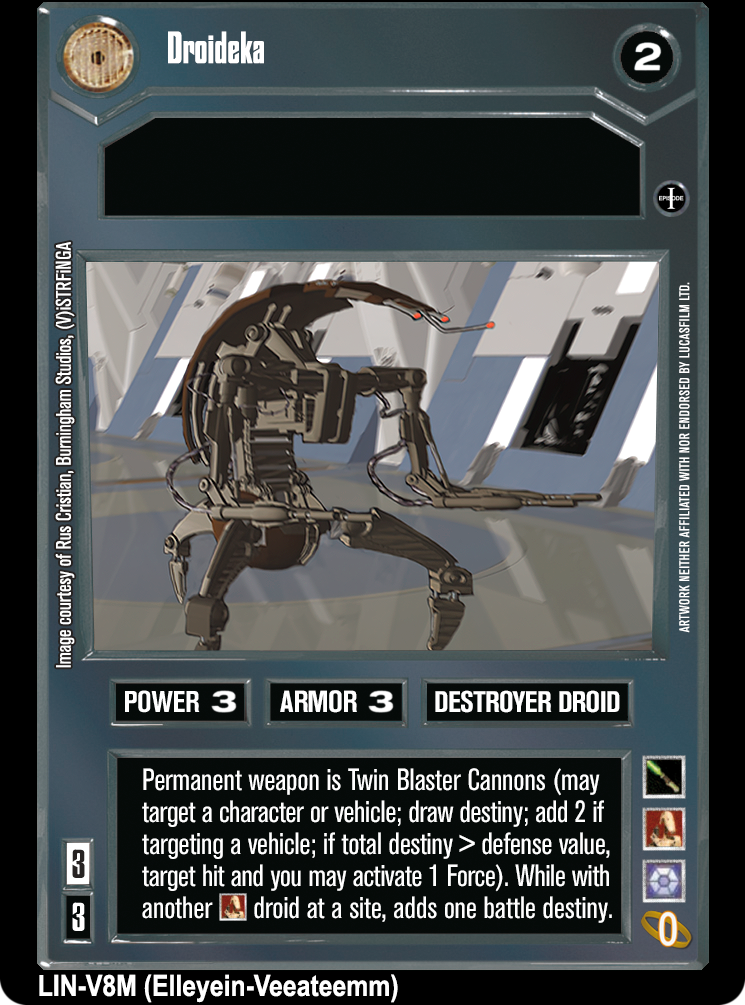 Droideka
2
EPISODE
I
Image courtesy of Rus Cristian, Burningham Studios, (V)iSTRFiNGA
ARTWORK NEITHER AFFILIATED WITH NOR ENDORSED BY LUCASFILM LTD.
POWER 3
ARMOR 3
DESTROYER DROID
Permanent weapon is Twin Blaster Cannons (may
target a character or vehicle; draw destiny; add 2 if
targeting a vehicle; if total destiny > defense value,
target hit and you may activate 1 Force). While with
another droid at a site, adds one battle destiny.
3
3
0
LIN-V8M (Elleyein-Veeateemm)